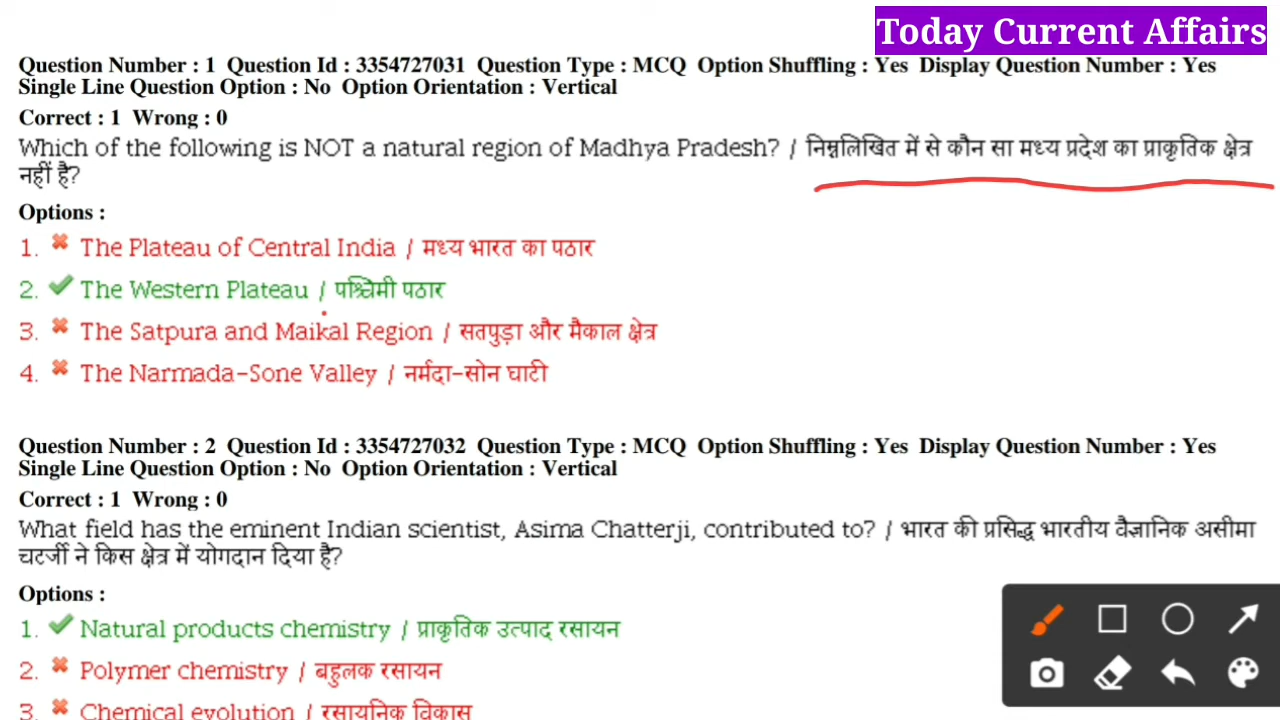 Today Current Affairs
Question Number : 1 Question Id : 3354727031 Question Type : MCQ Option Shuffling : Yes Display Question Number : Yes
Single Line Question Option : No Option Orientation : Vertical
Correct : 1 Wrong : 0
Which of the following is NOT a natural region of Madhya Pradesh? / निम्नलिखित में से कौन सा मध्य प्रदेश का प्राकृतिक क्षेत्र
नहीं है?
Options :
1. The Plateau of Central India / मध्य भारत का पठार
2. The Western Plateau / पश्चिमी पठार
3. The Satpura and Maikal Region / सतपुड़ा और मैकाल क्षेत्र
4. The Narmada-Sone Valley / नर्मदा-सोन घाटी
Question Number : 2 Question Id : 3354727032 Question Type : MCQ Option Shuffling : Yes Display Question Number : Yes
Single Line Question Option : No Option Orientation : Vertical
Correct : 1 Wrong : 0
What field has the eminent Indian scientist, Asima Chatterji, contributed to? / भारत की प्रसिद्ध भारतीय वैज्ञानिक असीमा
चटर्जी ने किस क्षेत्र में योगदान दिया है?
Options :
1. Natural products chemistry / प्राकृतिक उत्पाद रसायन
2. Polymer chemistry / बहुलक रसायन
3. Chemical evolution / रसायनिक विकास